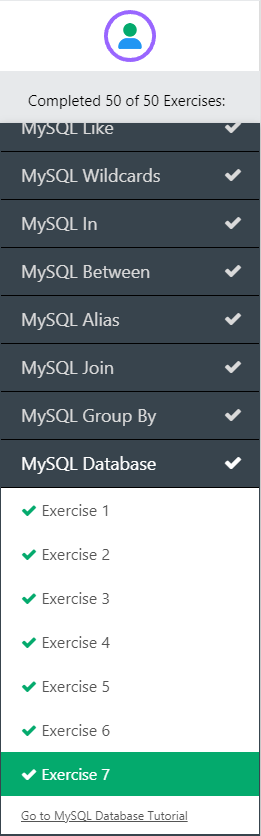 Completed 50 of 50 Exercises:
MySQL Like
MySQL Wildcards
MySQL In
MySQL Between
MySQL Alias
MySQL Join
MySQL Group By
MySQL Database
Exercise 1
Exercise 2
Exercise 3
Exercise 4
Exercise 5
Exercise 6
Exercise 7
Go to MySQL Database Tutorial